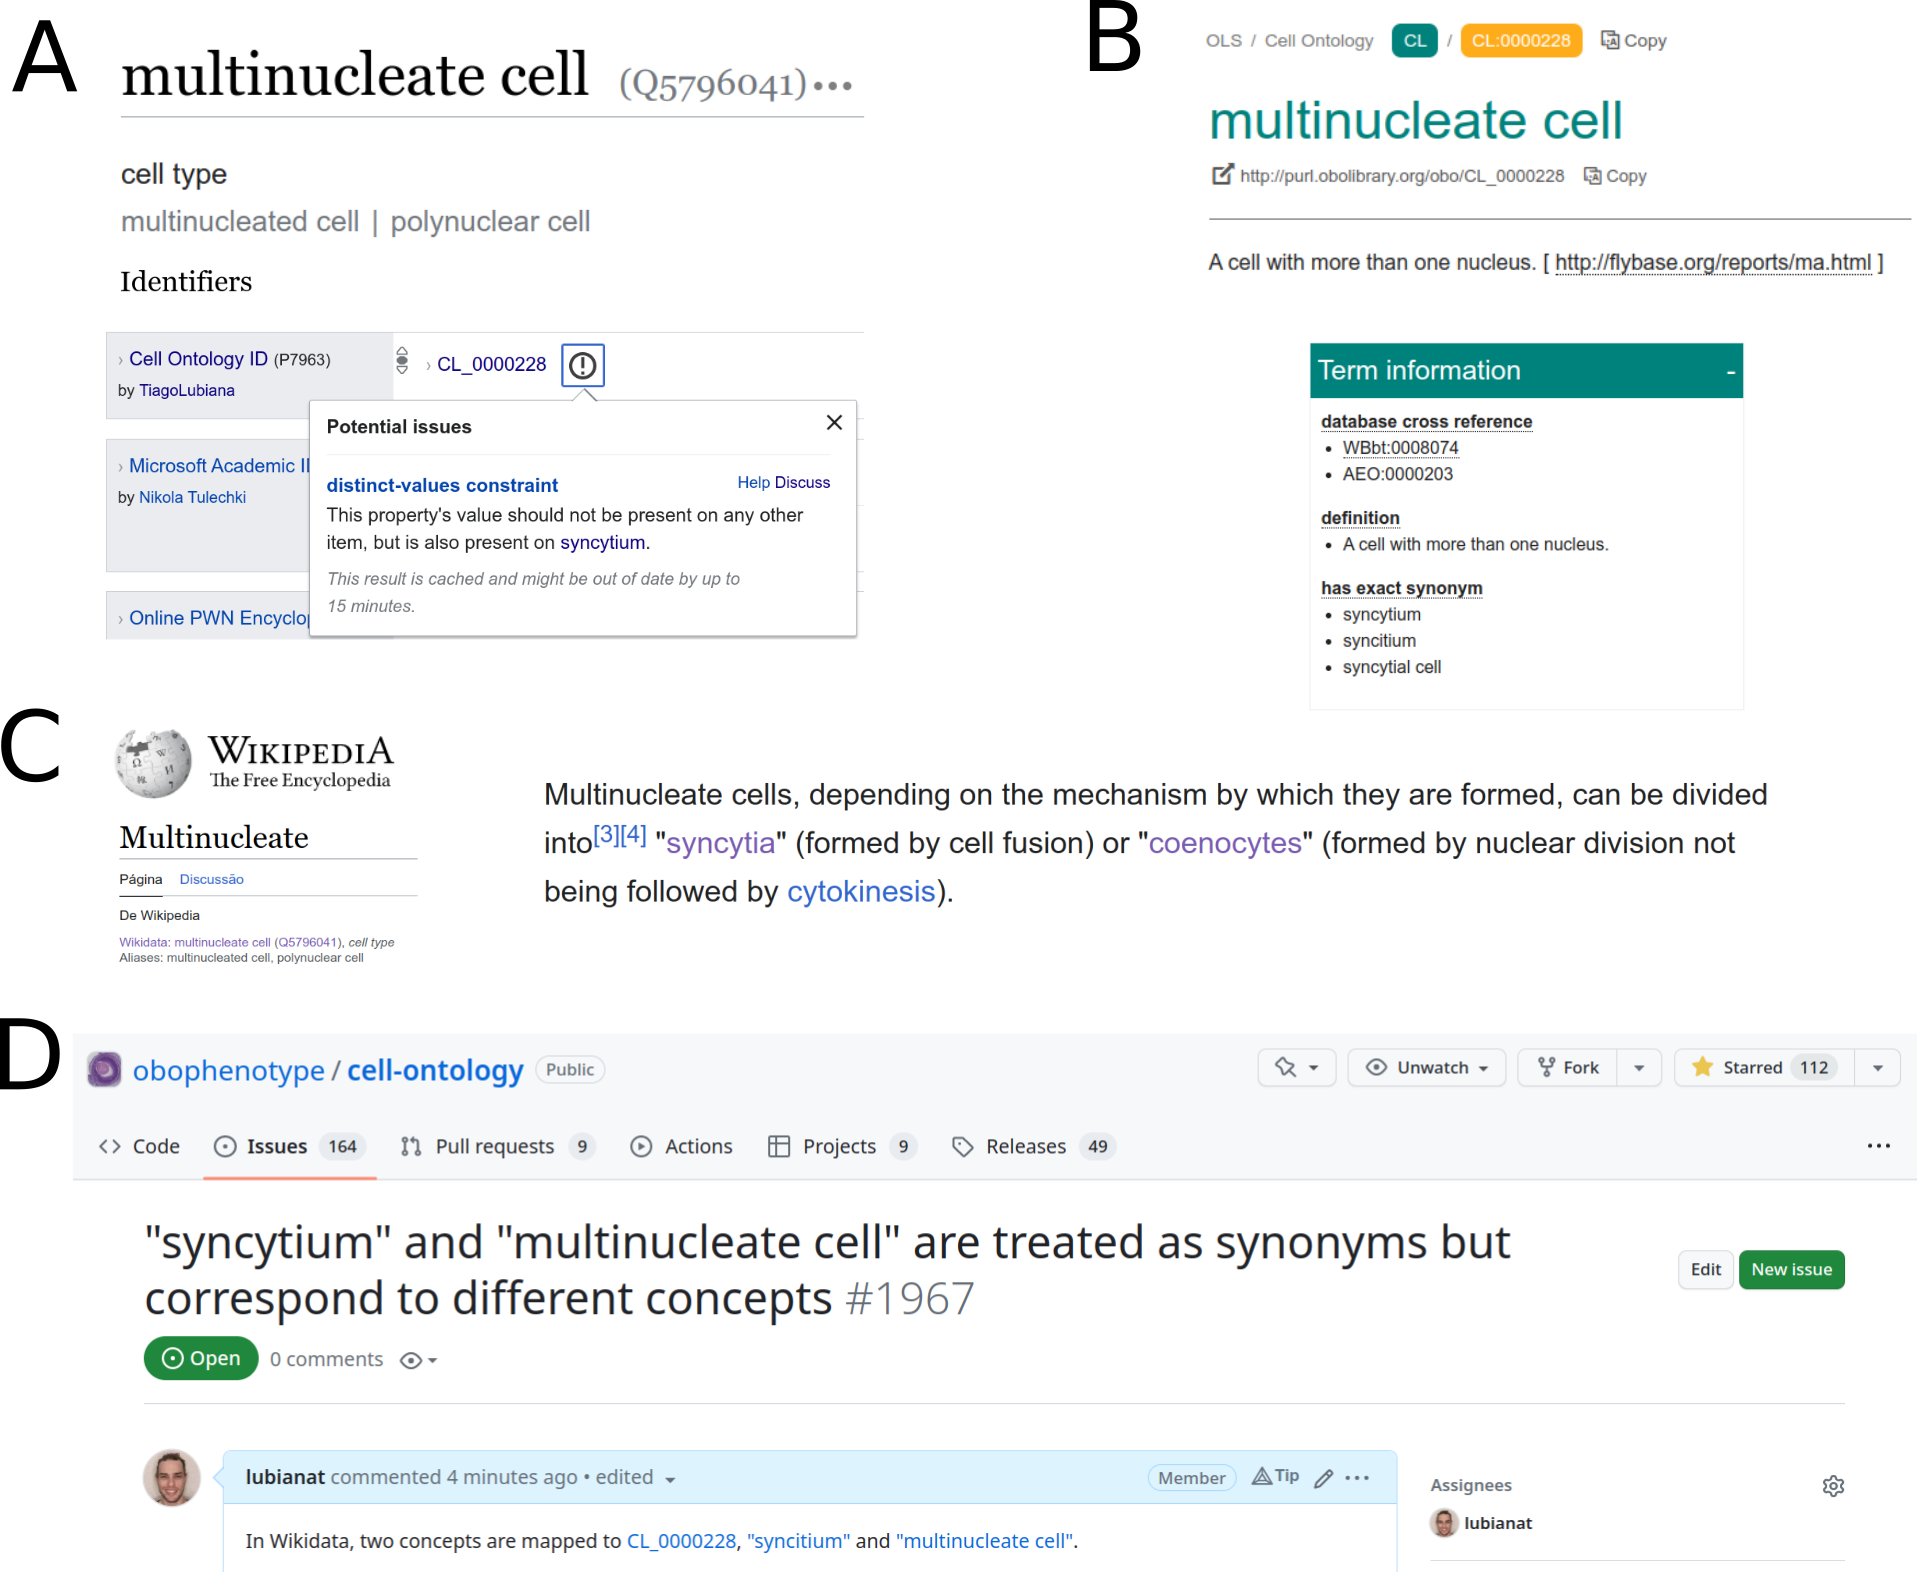 A
multinucleate cell (Q5796041) •••
cell type
multinucleated cell | polynuclear cell
Identifiers
› Cell Ontology ID (P7963)
by TiagoLubiana
› CL_0000228
Potential issues
distinct-values constraint
Help Discuss
This property's value should not be present on any other
item, but is also present on syncytium.
This result is cached and might be out of date by up to
15 minutes.
› Microsoft Academic I
by Nikola Tulechki
› Online PWN Encyclo
B
OLS / Cell Ontology CL / CL:0000228 Copy
multinucleate cell
http://purl.obolibrary.org/obo/CL_0000228 Copy
A cell with more than one nucleus. [ http://flybase.org/reports/ma.html ]
Term information -
database cross reference
• WBbt:0008074
• AEO:0000203
definition
• A cell with more than one nucleus.
has exact synonym
• syncytium
• syncitium
• syncytial cell
C
WIKIPEDIA
The Free Encyclopedia
Multinucleate
Página Discussão
De Wikipedia
Wikidata: multinucleate cell (Q5796041), cell type
Aliases: multinucleated cell, polynuclear cell
Multinucleate cells, depending on the mechanism by which they are formed, can be divided
into[3][4] "syncytia" (formed by cell fusion) or "coenocytes" (formed by nuclear division not
being followed by cytokinesis).
D
obophenotype / cell-ontology Public
Unwatch Fork Starred 112
Code Issues 164 Pull requests 9 Actions Projects 9 Releases 49 ...
"syncytium" and "multinucleate cell" are treated as synonyms but
correspond to different concepts #1967
Edit New issue
Open 0 comments
lubianat commented 4 minutes ago • edited
Member Tip ...
In Wikidata, two concepts are mapped to CL_0000228, "syncitium" and "multinucleate cell".
Assignees
lubianat